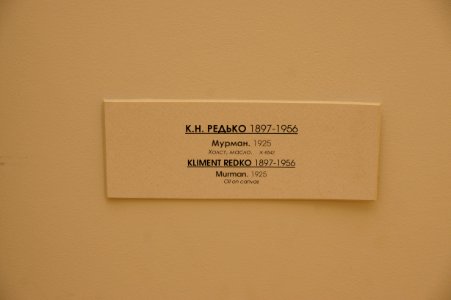 К.Н. РЕДЬКО 1897-1956
Мурман. 1925
Холст, масло.
KLIMENT REDKO 1897-1956
Murman. 1925
Oil on canvas